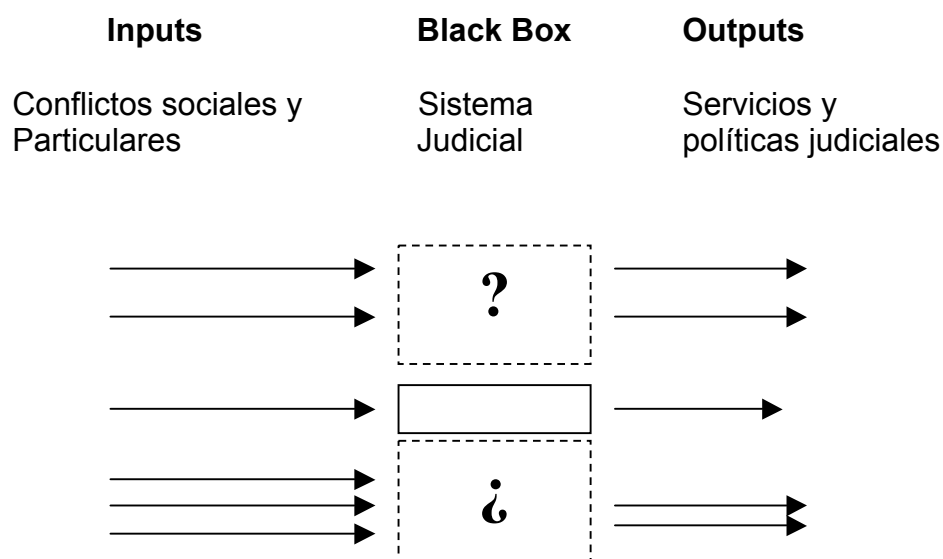 Inputs
Black Box
Outputs
Conflictos sociales y
Particulares
Sistema
Judicial
Servicios y
políticas judiciales
?
¿